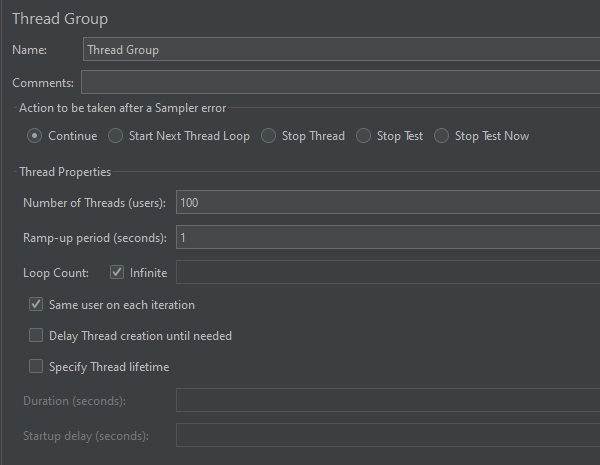 Thread Group
Name: Thread Group
Comments:
Action to be taken after a Sampler error
Continue Start Next Thread Loop Stop Thread Stop Test Stop Test Now
Thread Properties
Number of Threads (users): 100
Ramp-up period (seconds): 1
Loop Count: Infinite
Same user on each iteration
Delay Thread creation until needed
Specify Thread lifetime
Duration (seconds):
Startup delay (seconds):